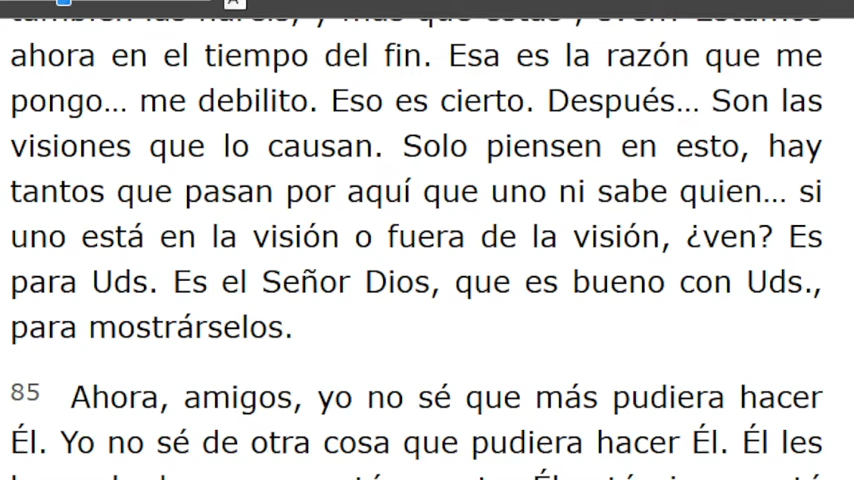 ahora en el tiempo del fin. Esa es la razón que me
pongo... me debilito. Eso es cierto. Después... Son las
visiones que lo causan. Solo piensen en esto, hay
tantos que pasan por aquí que uno ni sabe quien... si
uno está en la visión o fuera de la visión, ¿ven? Es
para Uds. Es el Señor Dios, que es bueno con Uds.,
para mostrárselos.
85 Ahora, amigos, yo no sé que más pudiera hacer
Él. Yo no sé de otra cosa que pudiera hacer Él. Él les